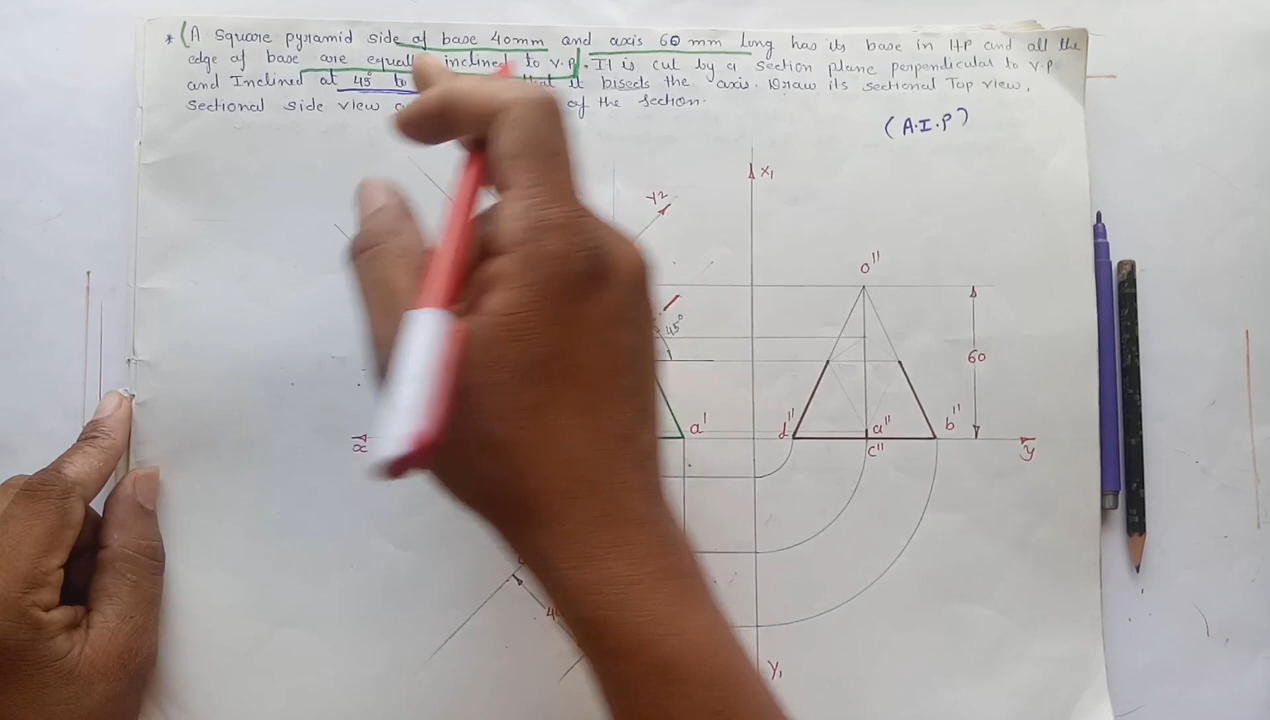 * (A Square pyramid side of base 40mm and axis 60 mm long has its base in H.P and all the
edge of base are equall inclined to V.P). It is cut by a section plane perpendicular to V.P
and Inclined at 45° to it bisects the axis. Draw its sectional Top view,
Sectional side view of the section.
(A.I.P)
X₁
Y2
o"
45°
60
a'
d"
a"
b"
c"
x
y
40
Y₁